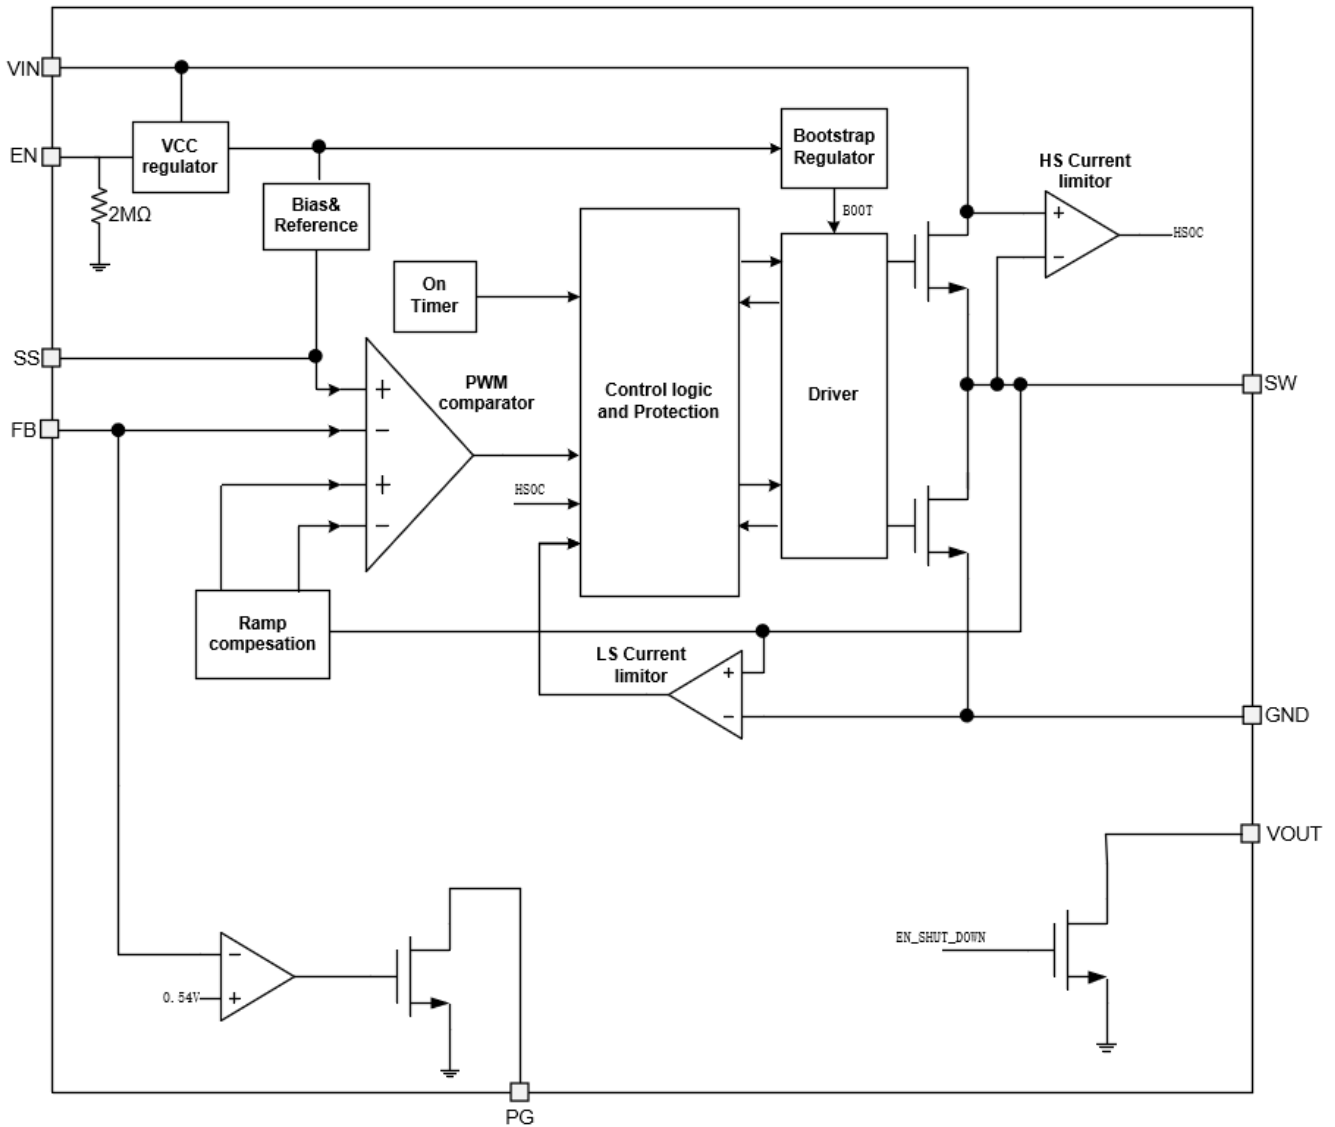 VIN
EN
VCC
regulator
2MΩ
Bias&
Reference
Bootstrap
Regulator
BOOT
HS Current
limitor
+
−
HSOC
On
Timer
SS
FB
PWM
comparator
+
−
+
−
HSOC
Control logic
and Protection
Driver
SW
Ramp
compesation
LS Current
limitor
+
−
GND
VOUT
EN_SHUT_DOWN
−
0.54V
+
PG